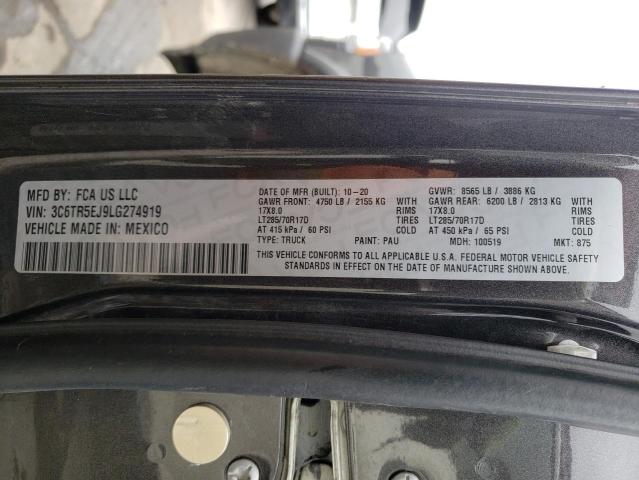 MFD BY: FCA US LLC
VIN: 3C6TR5EJ9LG274919
VEHICLE MADE IN: MEXICO
DATE OF MFR (BUILT): 10-20
GAWR FRONT: 4750 LB / 2155 KG WITH
17X8.0 RIMS
LT285/70R17D TIRES
AT 415 kPa / 60 PSI COLD
TYPE: TRUCK PAINT: PAU
GVWR: 8565 LB / 3886 KG
GAWR REAR: 6200 LB / 2813 KG WITH
17X8.0 RIMS
LT285/70R17D TIRES
AT 450 kPa / 65 PSI COLD
MDH: 100519 MKT: 875
THIS VEHICLE CONFORMS TO ALL APPLICABLE U.S.A. FEDERAL MOTOR VEHICLE SAFETY
STANDARDS IN EFFECT ON THE DATE OF MANUFACTURE SHOWN ABOVE.